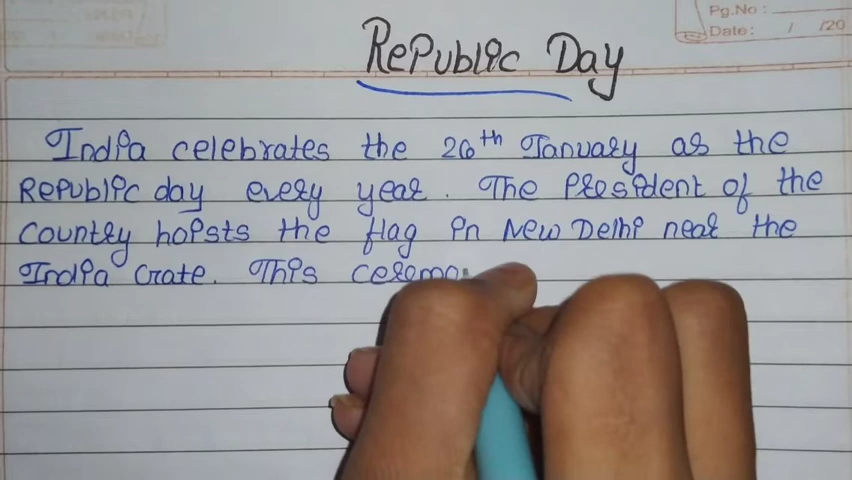 Pg.No :
Date: / /20
Republic Day
India celebrates the 26th January as the
Republic day every year. The President of the
country hoists the flag in New Delhi near the
India Gate. This ceremo